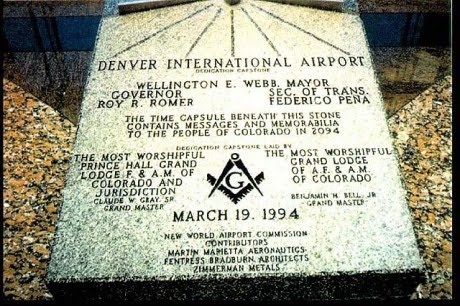 DENVER INTERNATIONAL AIRPORT
DEDICATION CAPSTONE
WELLINGTON E. WEBB, MAYOR
GOVERNOR
ROY R. ROMER
SEC. OF TRANS.
FEDERICO PEÑA
THE TIME CAPSULE BENEATH THIS STONE
CONTAINS MESSAGES AND MEMORABILIA
TO THE PEOPLE OF COLORADO IN 2094
DEDICATION CAPSTONE LAID BY
THE MOST WORSHIPFUL
PRINCE HALL GRAND
LODGE F. & A.M. OF
COLORADO AND
JURISDICTION
CLAUDE W. GRAY, SR.
GRAND MASTER
G
THE MOST WORSHIPFUL
GRAND LODGE
OF A.F. & A.M.
OF COLORADO
BENJAMIN H. BELL, JR.
GRAND MASTER
MARCH 19, 1994
NEW WORLD AIRPORT COMMISSION
CONTRIBUTORS
MARTIN MARIETTA AERONAUTICS
FENTRESS BRADBURN, ARCHITECTS
ZIMMERMAN METALS